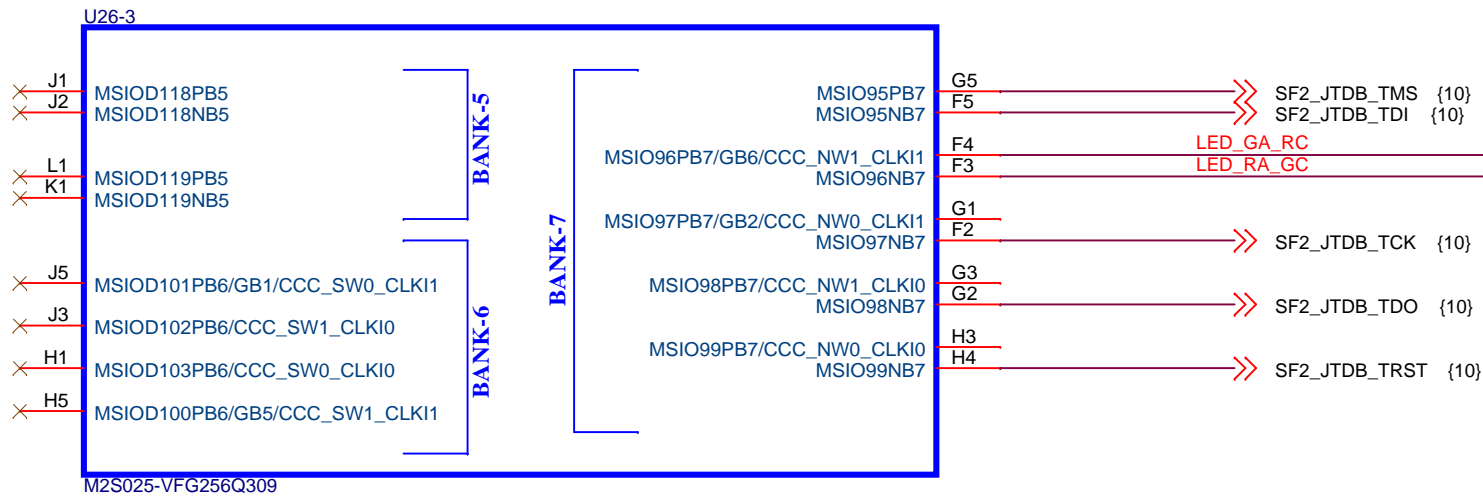 U26-3
J1 MSIOD118PB5
J2 MSIOD118NB5
L1 MSIOD119PB5
K1 MSIOD119NB5
BANK-5
J5 MSIOD101PB6/GB1/CCC_SW0_CLKI1
J3 MSIOD102PB6/CCC_SW1_CLKI0
H1 MSIOD103PB6/CCC_SW0_CLKI0
H5 MSIOD100PB6/GB5/CCC_SW1_CLKI1
BANK-6
BANK-7
MSIO95PB7 G5 SF2_JTDB_TMS {10}
MSIO95NB7 F5 SF2_JTDB_TDI {10}
MSIO96PB7/GB6/CCC_NW1_CLKI1 F4 LED_GA_RC
MSIO96NB7 F3 LED_RA_GC
MSIO97PB7/GB2/CCC_NW0_CLKI1 G1
MSIO97NB7 F2 SF2_JTDB_TCK {10}
MSIO98PB7/CCC_NW1_CLKI0 G3
MSIO98NB7 G2 SF2_JTDB_TDO {10}
MSIO99PB7/CCC_NW0_CLKI0 H3
MSIO99NB7 H4 SF2_JTDB_TRST {10}
M2S025-VFG256Q309